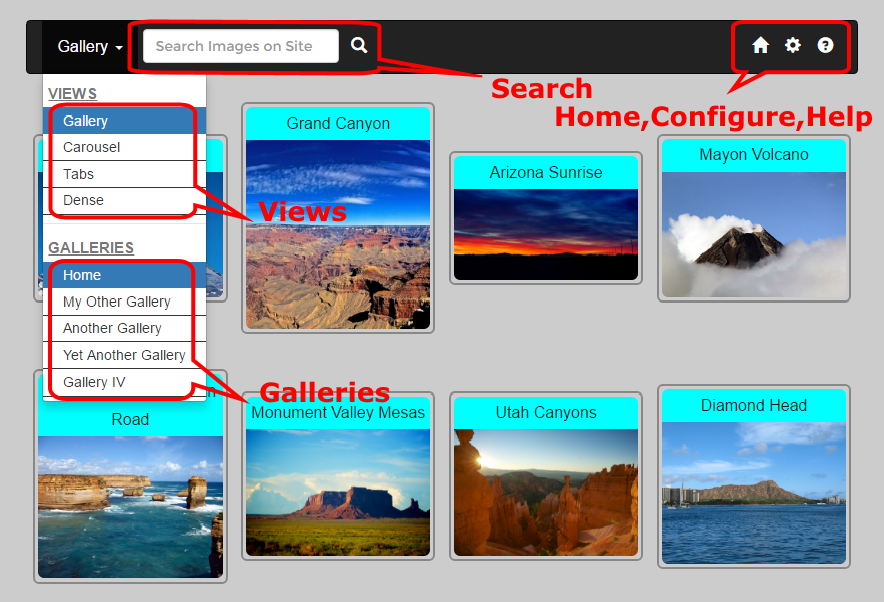 Gallery
Search Images on Site
Search
Home,Configure,Help
VIEWS
Gallery
Carousel
Tabs
Dense
Views
GALLERIES
Home
My Other Gallery
Another Gallery
Yet Another Gallery
Gallery IV
Galleries
Grand Canyon
Arizona Sunrise
Mayon Volcano
Road
Monument Valley Mesas
Utah Canyons
Diamond Head